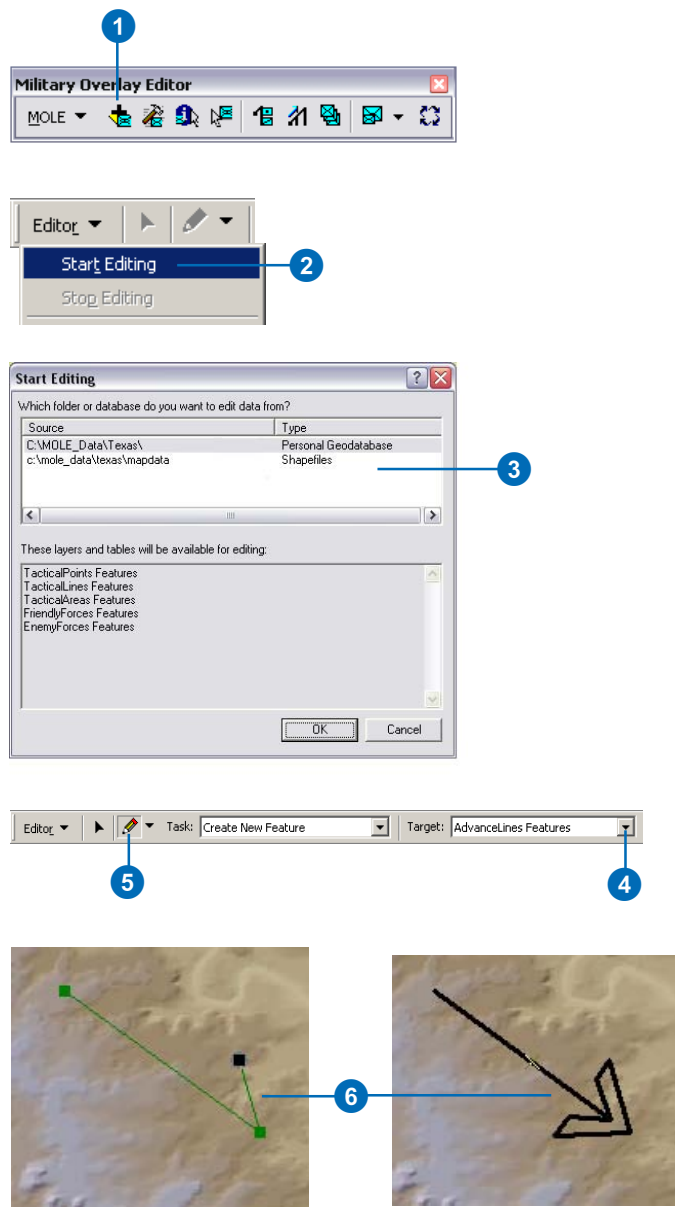 1
Military Overlay Editor
MOLE
Editor
Start Editing
2
Stop Editing
Start Editing
Which folder or database do you want to edit data from?
Source Type
C:\MOLE_Data\Texas\ Personal Geodatabase
c:\mole_data\texas\mapdata Shapefiles
3
These layers and tables will be available for editing:
TacticalPoints Features
TacticalLines Features
TacticalAreas Features
FriendlyForces Features
EnemyForces Features
OK Cancel
Editor Task: Create New Feature Target: AdvanceLines Features
5 4
6